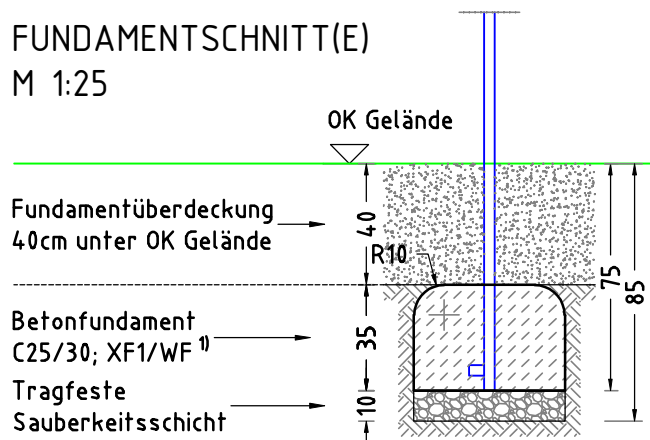 FUNDAMENTSCHNITT(E)
M 1:25
OK Gelände
Fundamentüberdeckung
40cm unter OK Gelände
40
R10
75
85
Betonfundament
C25/30; XF1/WF 1)
35
Tragfeste
Sauberkeitsschicht
10